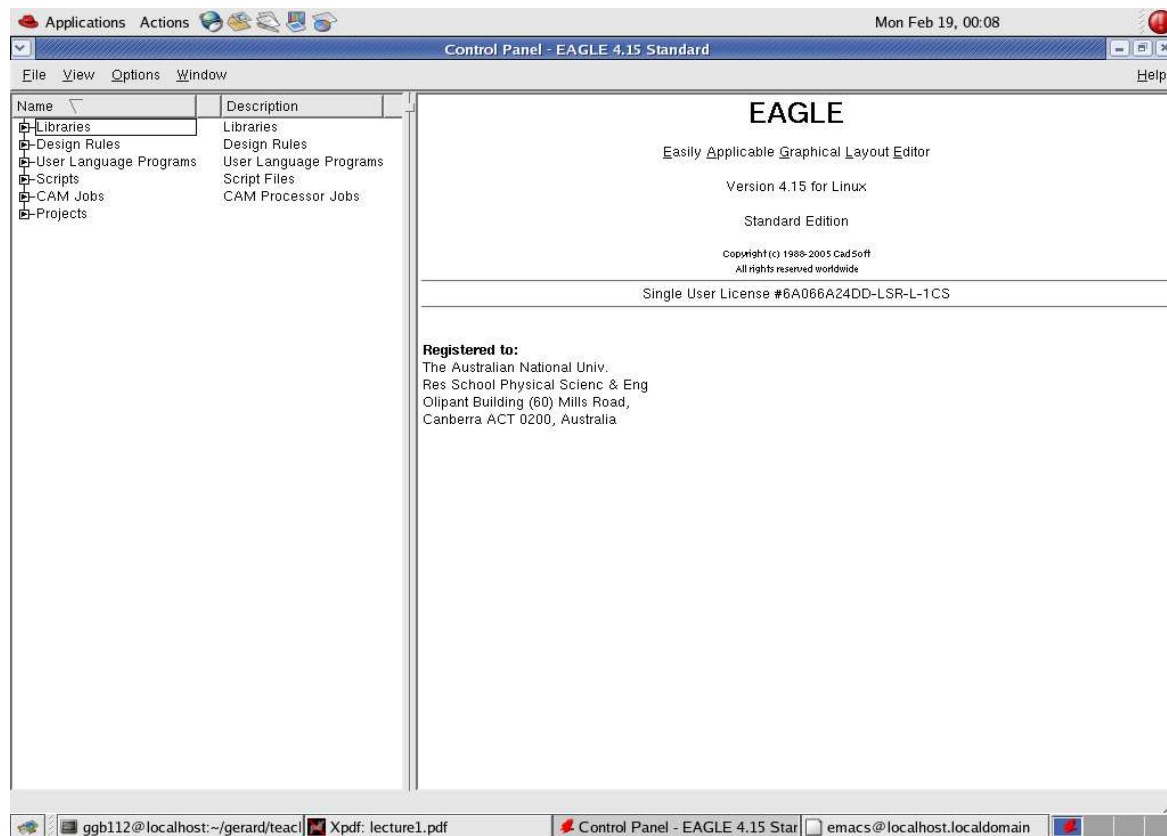 Applications Actions Mon Feb 19, 00:08
Control Panel - EAGLE 4.15 Standard
File View Options Window Help
Name Description
Libraries Libraries
Design Rules Design Rules
User Language Programs User Language Programs
Scripts Script Files
CAM Jobs CAM Processor Jobs
Projects
EAGLE
Easily Applicable Graphical Layout Editor
Version 4.15 for Linux
Standard Edition
Copyright (c) 1988-2005 CadSoft
All rights reserved worldwide
Single User License #6A066A24DD-LSR-L-1CS
Registered to:
The Australian National Univ.
Res School Physical Scienc & Eng
Olipant Building (60) Mills Road,
Canberra ACT 0200, Australia
ggb112@localhost:~/gerard/teacl Xpdf: lecture1.pdf Control Panel - EAGLE 4.15 Star emacs@localhost.localdomain